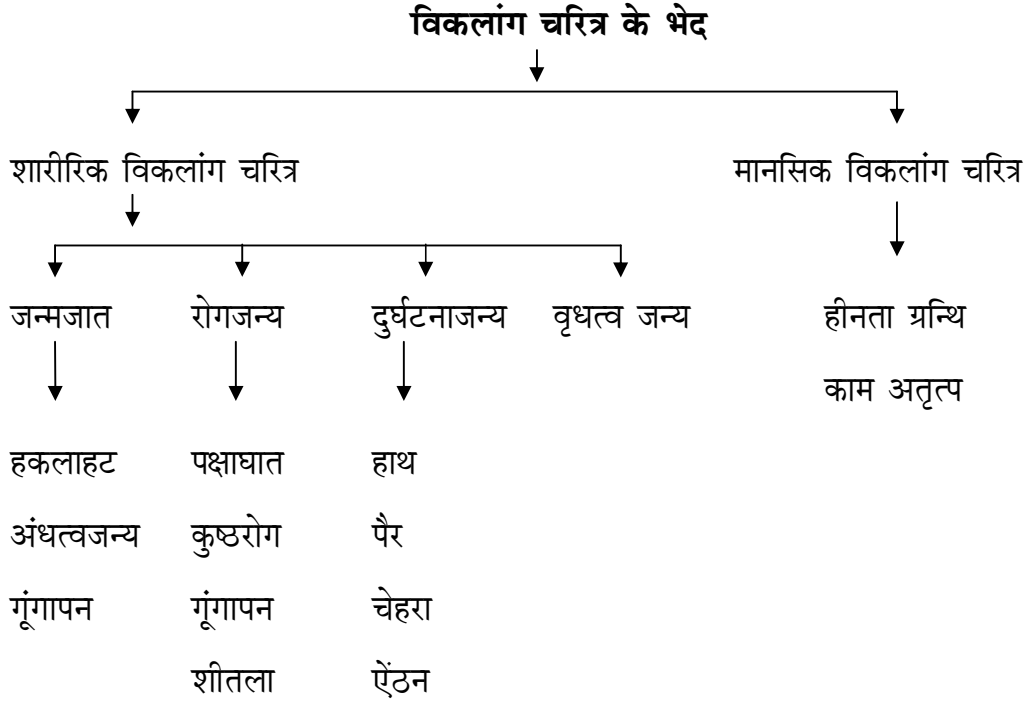 विकलांग चरित्र के भेद
शारीरिक विकलांग चरित्र मानसिक विकलांग चरित्र
जन्मजात रोगजन्य दुर्घटनाजन्य वृधत्व जन्य हीनता ग्रन्थि
काम अतृत्प
हकलाहट पक्षाघात हाथ
अंधत्वजन्य कुष्ठरोग पैर
गूंगापन गूंगापन चेहरा
शीतला ऐंठन